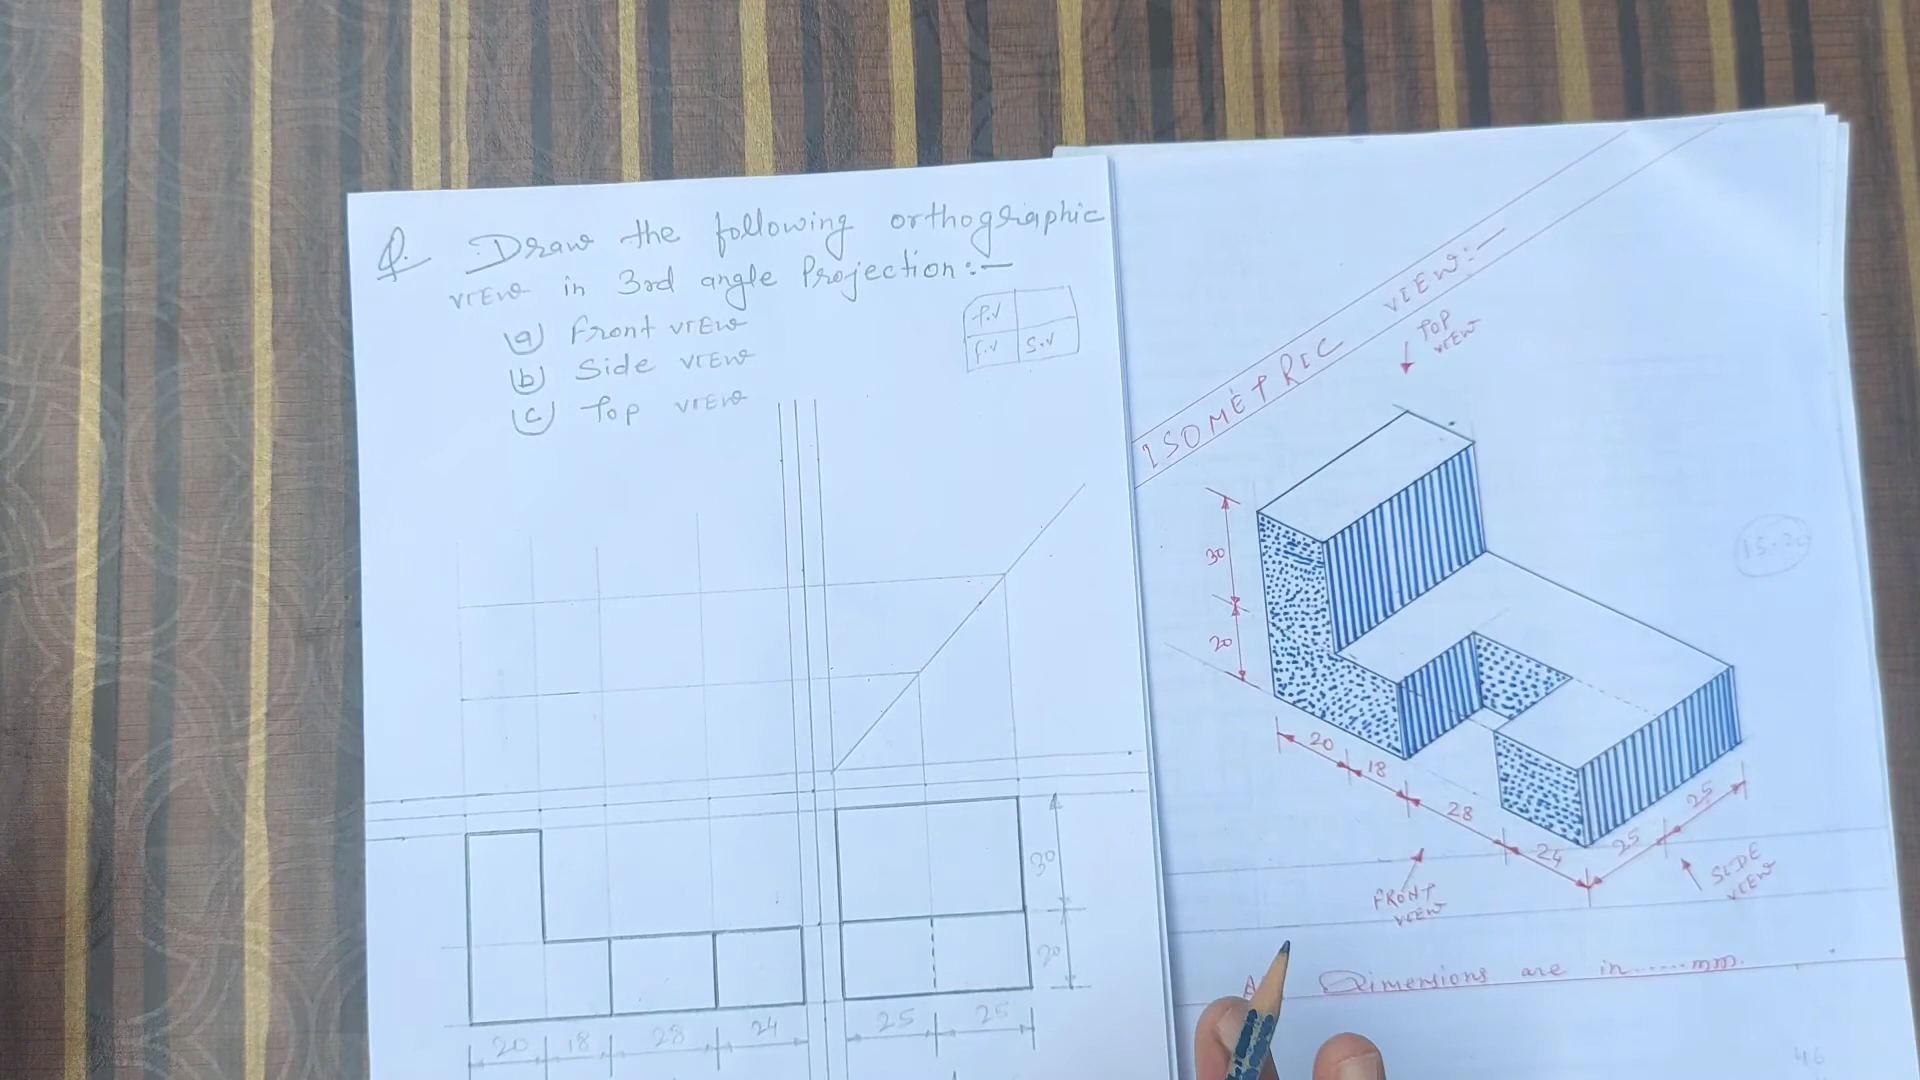 Q. Draw the following orthographic
view in 3rd angle Projection:-
(a) Front view
(b) Side view
(c) Top view
T.V
F.V S.V
30
20
20 18 28 24
25 25
ISOMETRIC VIEW:-
TOP
VIEW
30
20
20
18
28
24
25
25
FRONT
VIEW
SIDE
VIEW
A Dimensions are in......mm.
46